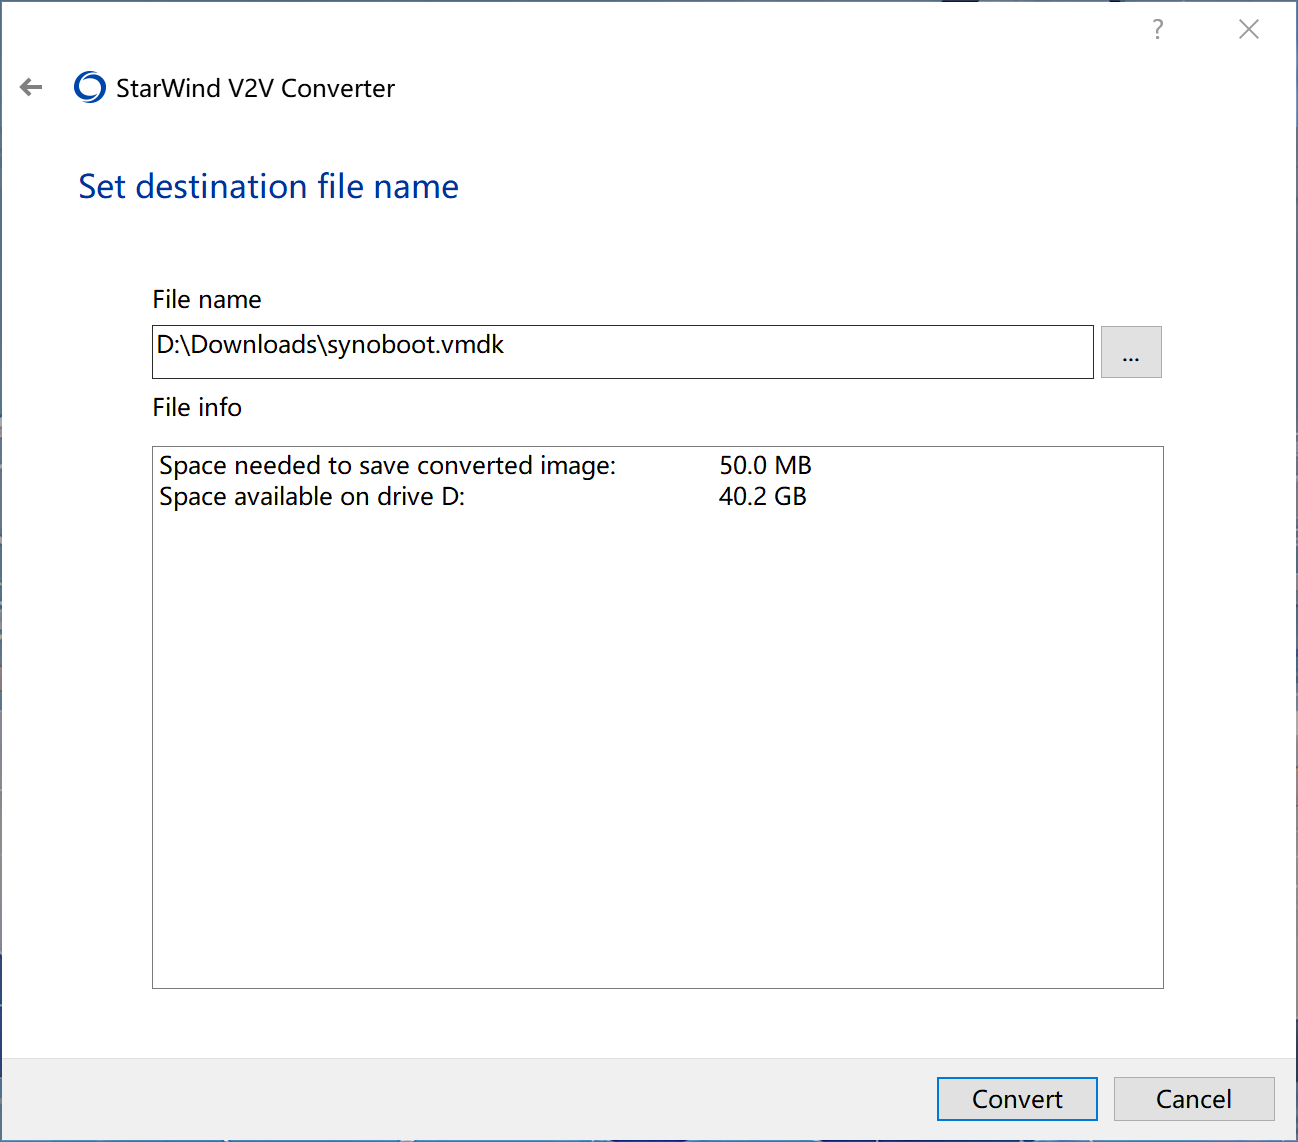 ?
StarWind V2V Converter
Set destination file name
File name
D:\Downloads\synoboot.vmdk
...
File info
Space needed to save converted image: 50.0 MB
Space available on drive D: 40.2 GB
Convert Cancel